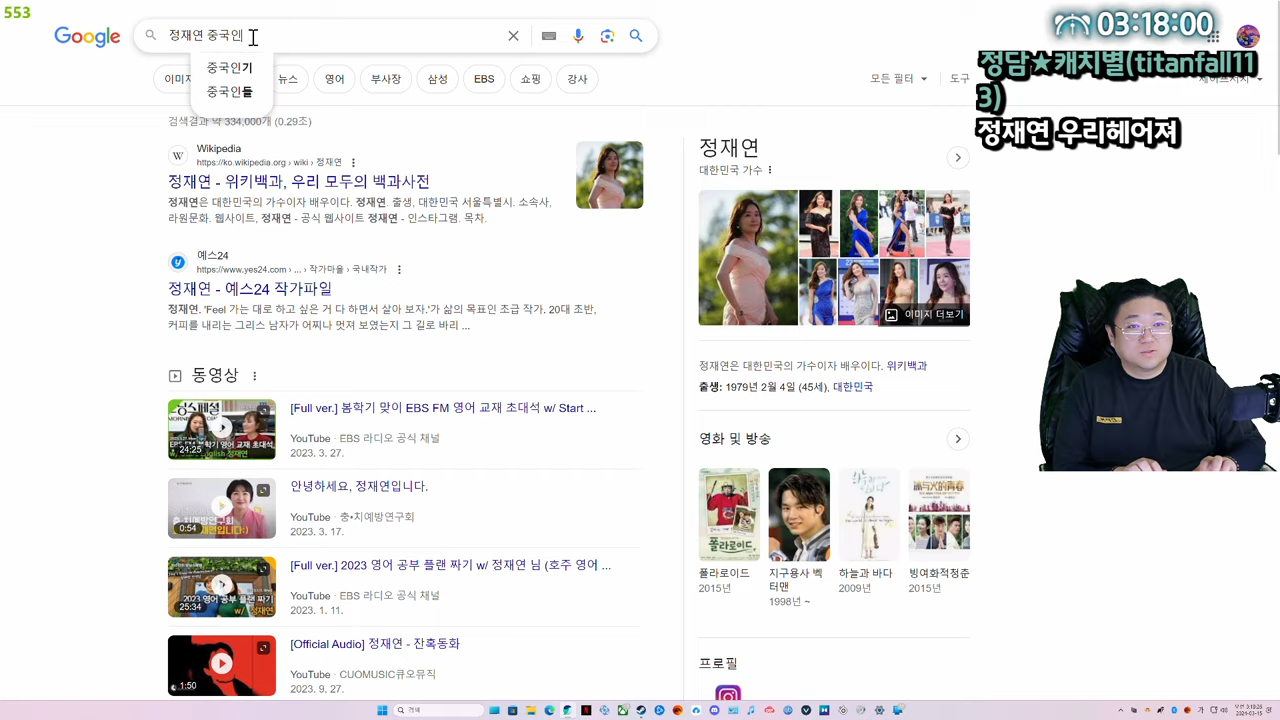 553
Google
정재연 중국인
중국인기
중국인들
이미지
뉴스
영어
부사장
삼성
EBS
쇼핑
강사
모든 필터
도구
03:18:00
정담★캐치별(titanfall11
3)
정재연 우리헤어져
검색결과 약 334,000개 (0.29초)
W
Wikipedia
https://ko.wikipedia.org › wiki › 정재연
정재연 - 위키백과, 우리 모두의 백과사전
정재연은 대한민국의 가수이자 배우이다. 정재연. 출생, 대한민국 서울특별시. 소속사,
라원문화. 웹사이트, 정재연 - 공식 웹사이트 정재연 - 인스타그램. 목차.
예스24
https://www.yes24.com › ... › 작가마을 › 국내작가
정재연 - 예스24 작가파일
정재연. 'Feel 가는 대로 하고 싶은 거 다 하면서 살아 보자.'가 삶의 목표인 초급 작가. 20대 초반,
커피를 내리는 그리스 남자가 어찌나 멋져 보였는지 그 길로 바리 ...
동영상
24:25
[Full ver.] 봄학기 맞이 EBS FM 영어 교재 초대석 w/ Start ...
YouTube · EBS 라디오 공식 채널
2023. 3. 27.
0:54
안녕하세요, 정재연입니다.
YouTube · 충•치예방연구회
2023. 3. 17.
25:34
[Full ver.] 2023 영어 공부 플랜 짜기 w/ 정재연 님 (호주 영어 ...
YouTube · EBS 라디오 공식 채널
2023. 1. 11.
1:50
[Official Audio] 정재연 - 잔혹동화
YouTube · CUOMUSIC큐오뮤직
2023. 9. 27.
정재연
대한민국 가수
이미지 더보기
정재연은 대한민국의 가수이자 배우이다. 위키백과
출생: 1979년 2월 4일 (45세), 대한민국
영화 및 방송
폴라로이드
2015년
지구용사 벡
터맨
1998년 ~
하늘과 바다
2009년
빙여화적청춘
2015년
프로필
검색